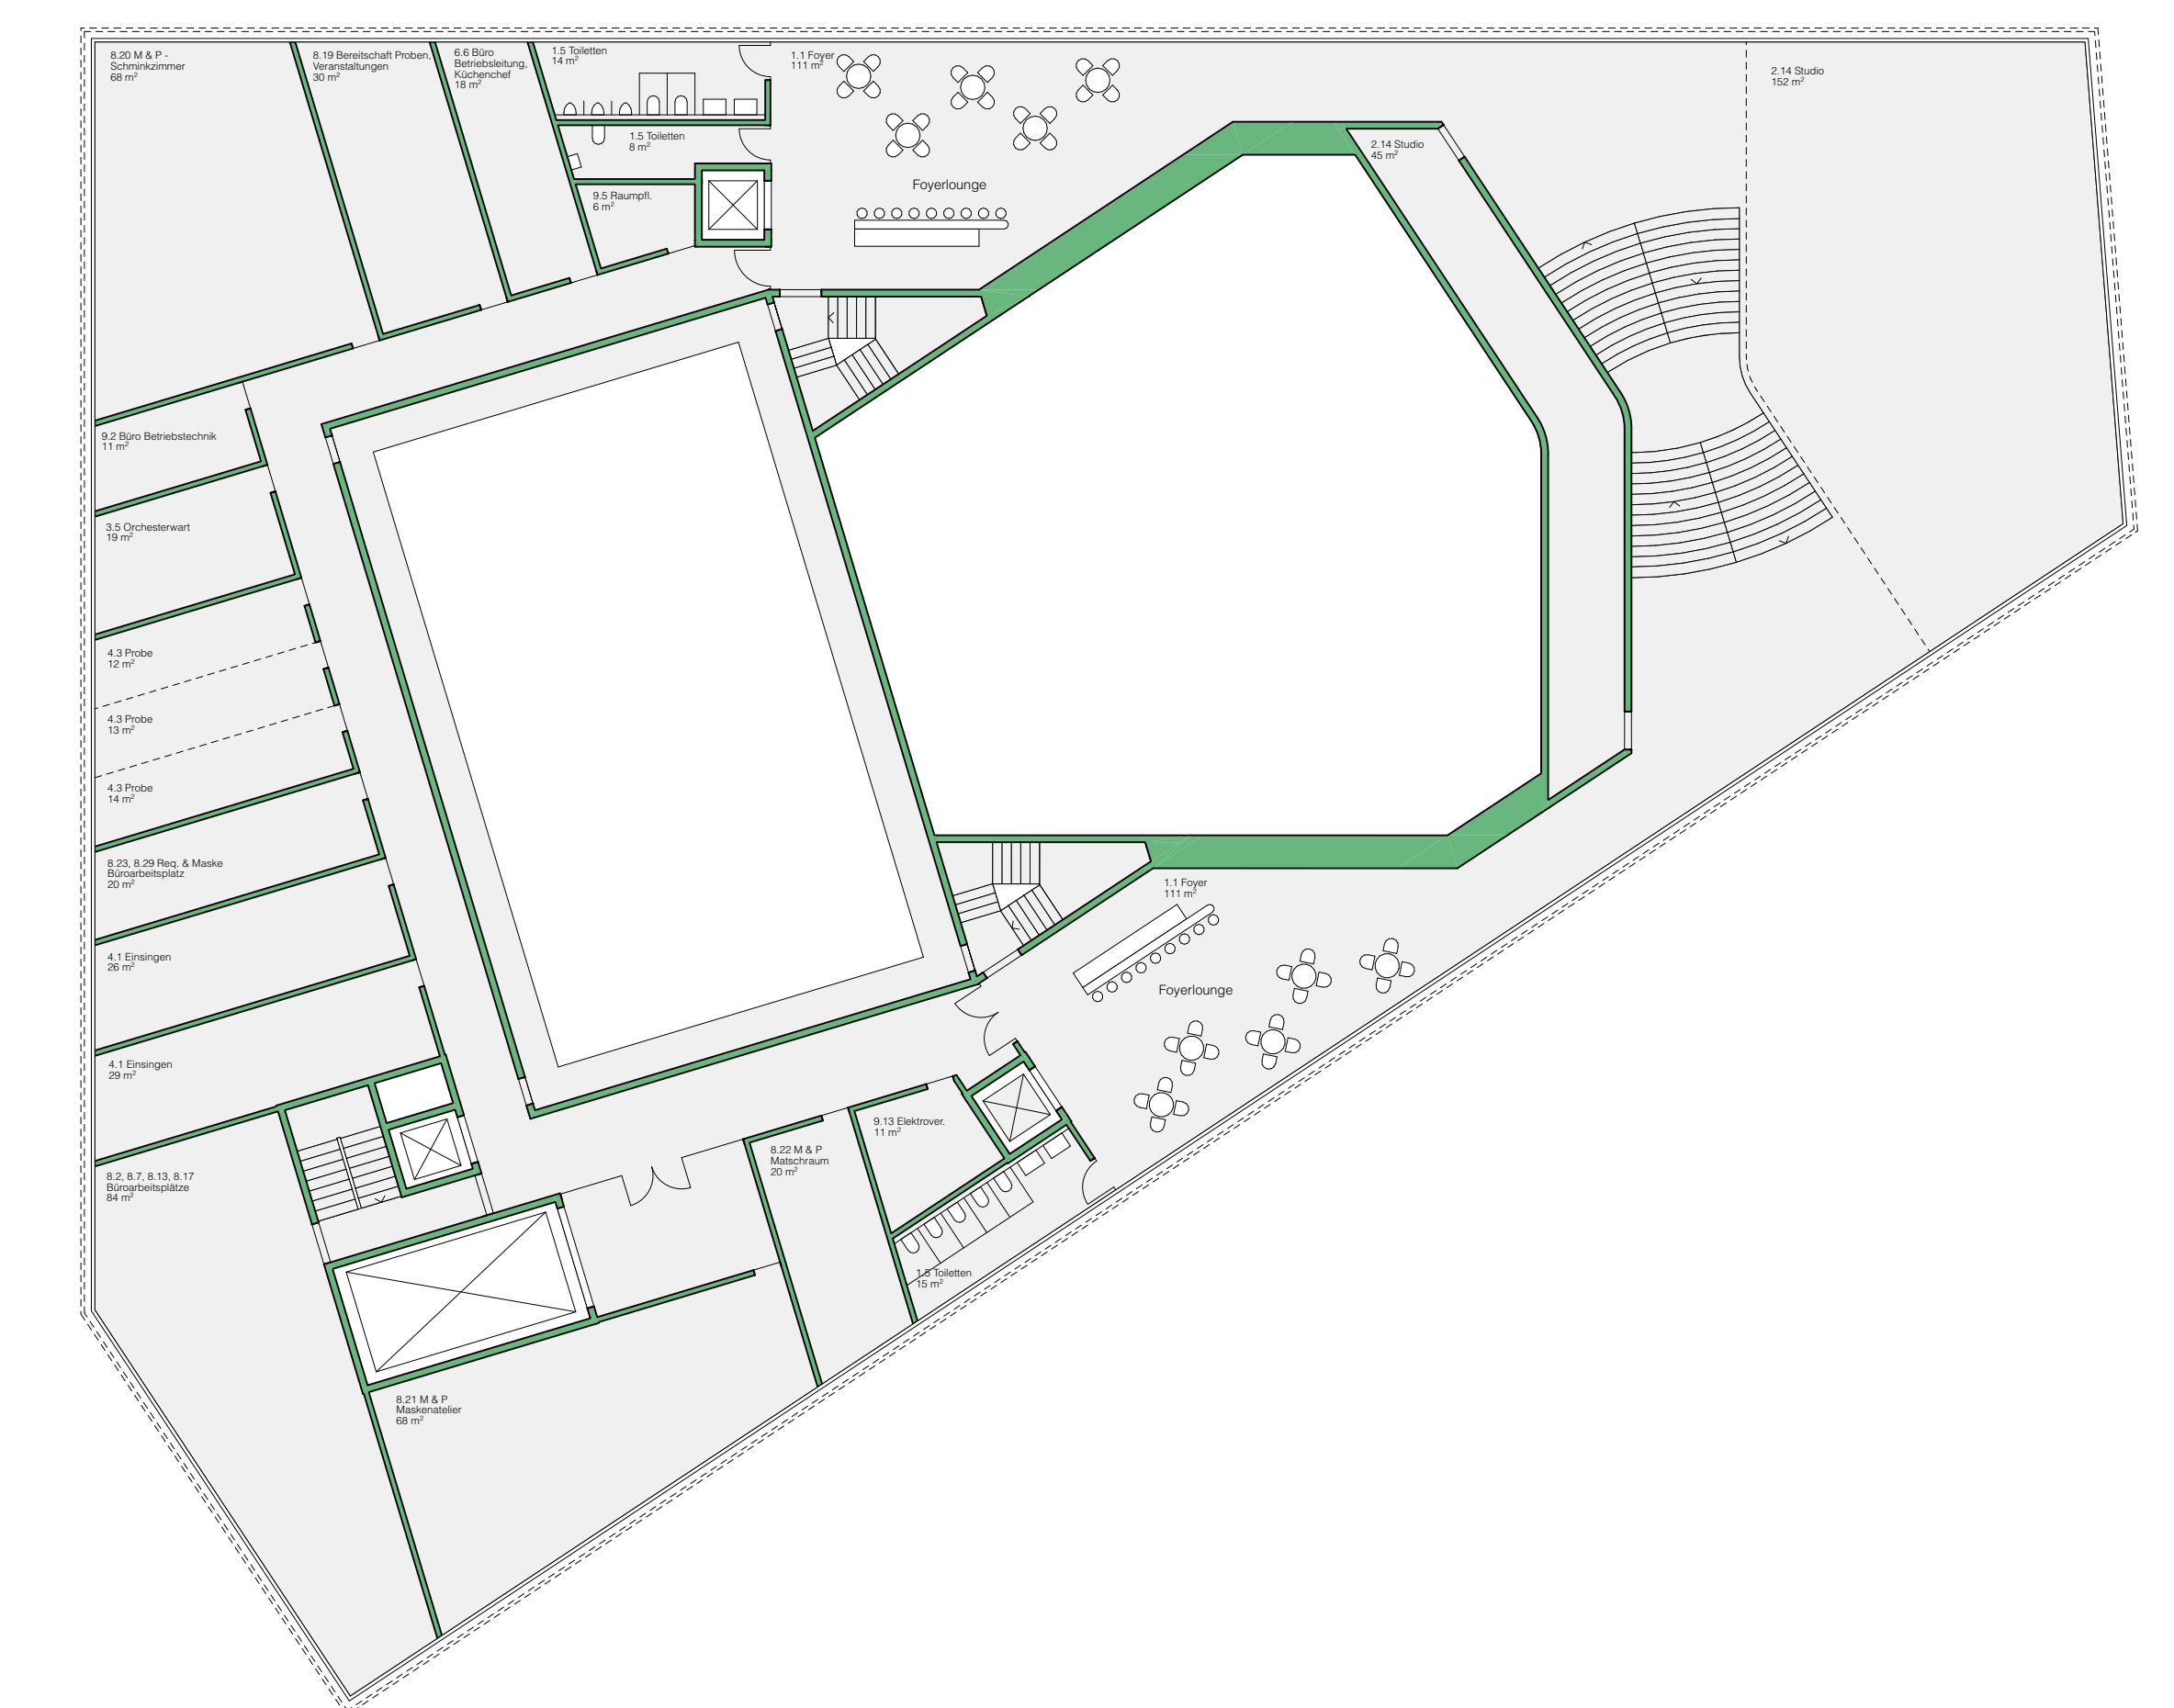 8.20 M & P -
Schminkzimmer
68 m²
8.19 Bereitschaft Proben,
Veranstaltungen
30 m²
6.6 Büro
Betriebsleitung,
Küchenchef
18 m²
1.5 Toiletten
14 m²
1.1 Foyer
111 m²
2.14 Studio
152 m²
1.5 Toiletten
8 m²
2.14 Studio
45 m²
9.5 Raumpfl.
6 m²
Foyerlounge
9.2 Büro Betriebstechnik
11 m²
3.5 Orchesterwart
19 m²
4.3 Probe
12 m²
4.3 Probe
13 m²
4.3 Probe
14 m²
8.23, 8.29 Req. & Maske
Büroarbeitsplatz
20 m²
1.1 Foyer
111 m²
4.1 Einsingen
26 m²
Foyerlounge
4.1 Einsingen
29 m²
9.13 Elektrover.
11 m²
8.22 M & P
Matschraum
20 m²
8.2, 8.7, 8.13, 8.17
Büroarbeitsplätze
84 m²
1.5 Toiletten
15 m²
8.21 M & P
Maskenatelier
68 m²